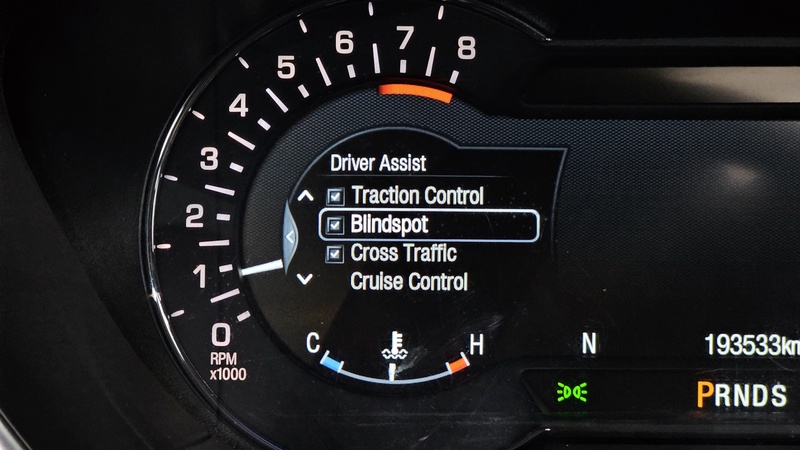 8
7
6
5
4
3
2
1
0
RPM
x1000
Driver Assist
Traction Control
Blindspot
Cross Traffic
Cruise Control
C H
N 193533km
PRNDS